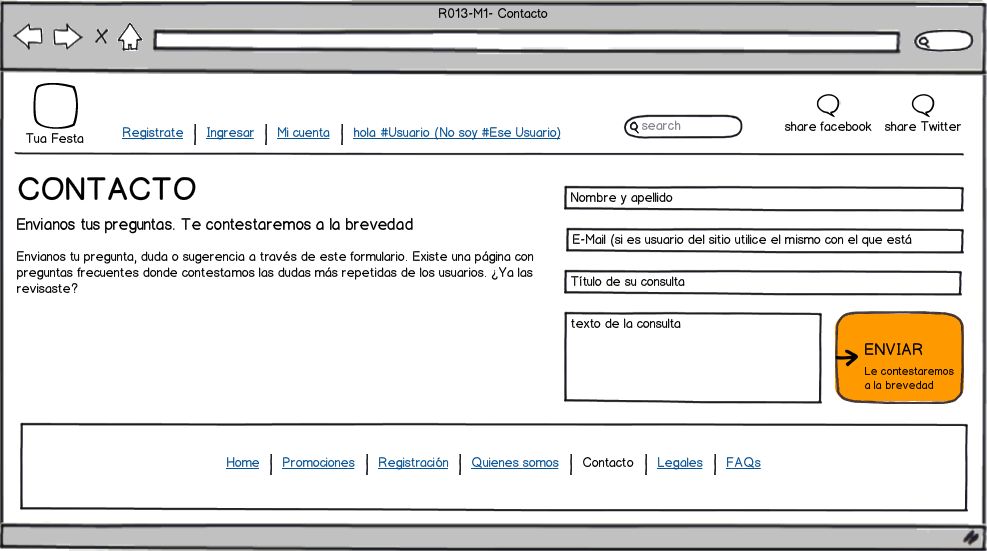 R013-M1- Contacto
Tua Festa
Registrate
Ingresar
Mi cuenta
hola #Usuario (No soy #Ese Usuario)
search
share facebook
share Twitter
CONTACTO
Envianos tus preguntas. Te contestaremos a la brevedad
Envianos tu pregunta, duda o sugerencia a través de este formulario. Existe una página con
preguntas frecuentes donde contestamos las dudas más repetidas de los usuarios. ¿Ya las
revisaste?
Nombre y apellido
E-Mail (si es usuario del sitio utilice el mismo con el que está
Título de su consulta
texto de la consulta
ENVIAR
Le contestaremos
a la brevedad
Home
Promociones
Registración
Quienes somos
Contacto
Legales
FAQs